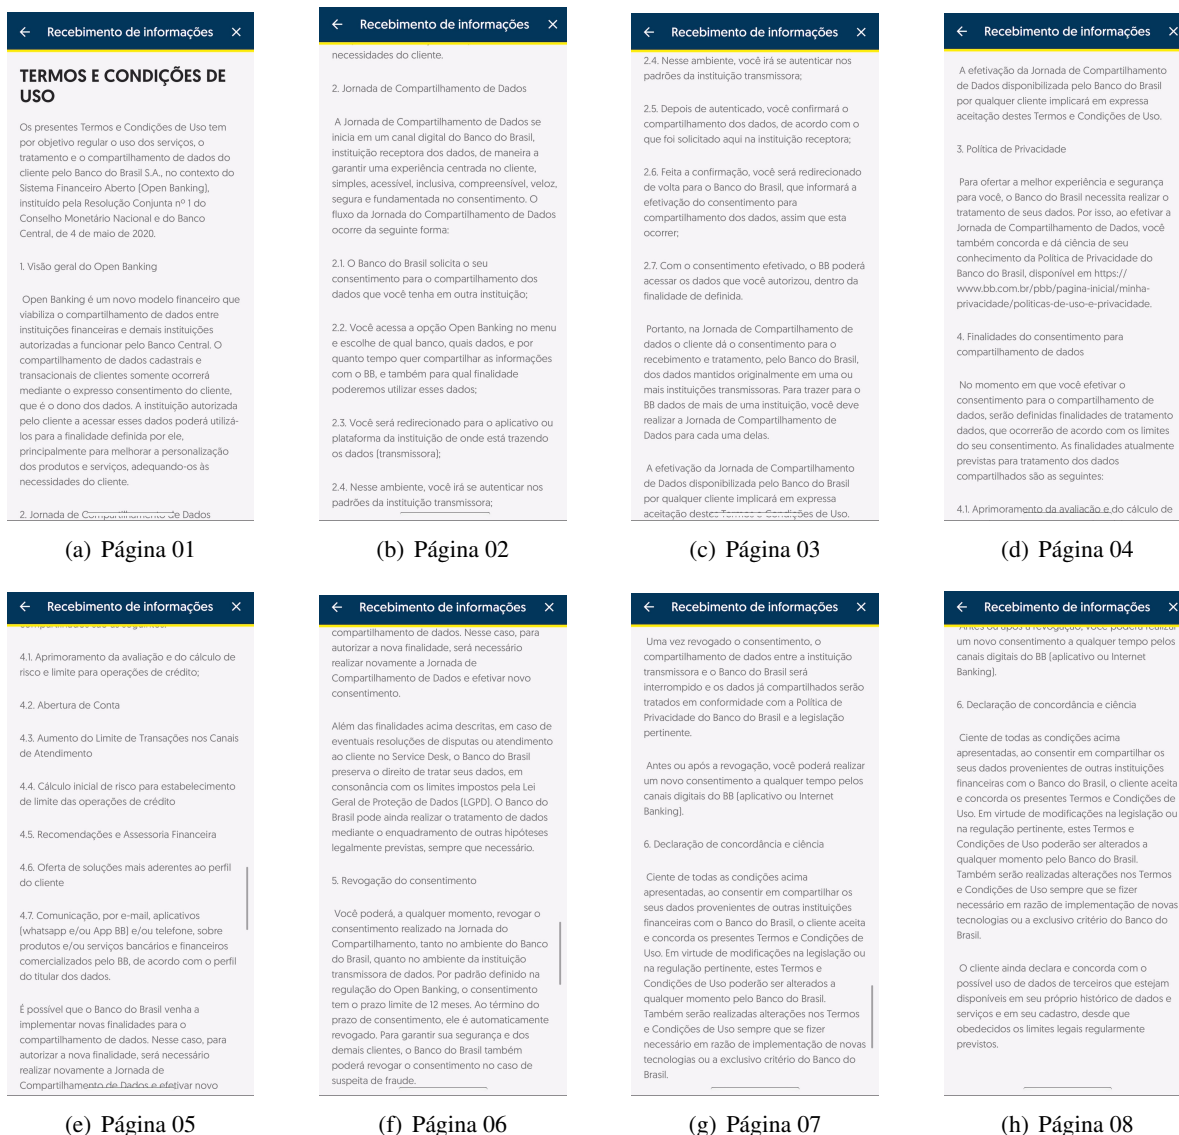 Recebimento de informações
TERMOS E CONDIÇÕES DE
USO
Os presentes Termos e Condições de Uso tem
por objetivo regular o uso dos serviços, o
tratamento e o compartilhamento de dados do
cliente pelo Banco do Brasil S.A., no contexto do
Sistema Financeiro Aberto (Open Banking),
instituído pela Resolução Conjunta nº 1 do
Conselho Monetário Nacional e do Banco
Central, de 4 de maio de 2020.
1. Visão geral do Open Banking
Open Banking é um novo modelo financeiro que
viabiliza o compartilhamento de dados entre
instituições financeiras e demais instituições
autorizadas a funcionar pelo Banco Central. O
compartilhamento de dados cadastrais e
transacionais de clientes somente ocorrerá
mediante o expresso consentimento do cliente,
que é o dono dos dados. A instituição autorizada
pelo cliente a acessar esses dados poderá utilizá-
los para a finalidade definida por ele,
principalmente para melhorar a personalização
dos produtos e serviços, adequando-os às
necessidades do cliente.
2. Jornada de Compartilhamento de Dados
(a) Página 01
Recebimento de informações
necessidades do cliente.
2. Jornada de Compartilhamento de Dados
A Jornada de Compartilhamento de Dados se
inicia em um canal digital do Banco do Brasil,
instituição receptora dos dados, de maneira a
garantir uma experiência centrada no cliente,
simples, acessível, inclusiva, compreensível, veloz,
segura e fundamentada no consentimento. O
fluxo da Jornada do Compartilhamento de Dados
ocorre da seguinte forma:
2.1. O Banco do Brasil solicita o seu
consentimento para o compartilhamento dos
dados que você tenha em outra instituição;
2.2. Você acessa a opção Open Banking no menu
e escolhe de qual banco, quais dados, e por
quanto tempo quer compartilhar as informações
com o BB, e também para qual finalidade
poderemos utilizar esses dados;
2.3. Você será redirecionado para o aplicativo ou
plataforma da instituição de onde está trazendo
os dados (transmissora);
2.4. Nesse ambiente, você irá se autenticar nos
padrões da instituição transmissora;
(b) Página 02
Recebimento de informações
2.4. Nesse ambiente, você irá se autenticar nos
padrões da instituição transmissora;
2.5. Depois de autenticado, você confirmará o
compartilhamento dos dados, de acordo com o
que foi solicitado aqui na instituição receptora;
2.6. Feita a confirmação, você será redirecionado
de volta para o Banco do Brasil, que informará a
efetivação do consentimento para
compartilhamento dos dados, assim que esta
ocorrer;
2.7. Com o consentimento efetivado, o BB poderá
acessar os dados que você autorizou, dentro da
finalidade de definida.
Portanto, na Jornada de Compartilhamento de
dados o cliente dá o consentimento para o
recebimento e tratamento, pelo Banco do Brasil,
dos dados mantidos originalmente em uma ou
mais instituições transmissoras. Para trazer para o
BB dados de mais de uma instituição, você deve
realizar a Jornada de Compartilhamento de
Dados para cada uma delas.
A efetivação da Jornada de Compartilhamento
de Dados disponibilizada pelo Banco do Brasil
por qualquer cliente implicará em expressa
aceitação destes Termos e Condições de Uso.
(c) Página 03
Recebimento de informações
A efetivação da Jornada de Compartilhamento
de Dados disponibilizada pelo Banco do Brasil
por qualquer cliente implicará em expressa
aceitação destes Termos e Condições de Uso.
3. Política de Privacidade
Para ofertar a melhor experiência e segurança
para você, o Banco do Brasil necessita realizar o
tratamento de seus dados. Por isso, ao efetivar a
Jornada de Compartilhamento de Dados, você
também concorda e dá ciência de seu
conhecimento da Política de Privacidade do
Banco do Brasil, disponível em https://
www.bb.com.br/pbb/pagina-inicial/minha-
privacidade/politicas-de-uso-e-privacidade.
4. Finalidades do consentimento para
compartilhamento de dados
No momento em que você efetivar o
consentimento para o compartilhamento de
dados, serão definidas finalidades de tratamento
dados, que ocorrerão de acordo com os limites
do seu consentimento. As finalidades atualmente
previstas para tratamento dos dados
compartilhados são as seguintes:
4.1. Aprimoramento da avaliação e do cálculo de
(d) Página 04
Recebimento de informações
compartilhados são as seguintes:
4.1. Aprimoramento da avaliação e do cálculo de
risco e limite para operações de crédito;
4.2. Abertura de Conta
4.3. Aumento do Limite de Transações nos Canais
de Atendimento
4.4. Cálculo inicial de risco para estabelecimento
de limite das operações de crédito
4.5. Recomendações e Assessoria Financeira
4.6. Oferta de soluções mais aderentes ao perfil
do cliente
4.7. Comunicação, por e-mail, aplicativos
(whatsapp e/ou App BB) e/ou telefone, sobre
produtos e/ou serviços bancários e financeiros
comercializados pelo BB, de acordo com o perfil
do titular dos dados.
É possível que o Banco do Brasil venha a
implementar novas finalidades para o
compartilhamento de dados. Nesse caso, para
autorizar a nova finalidade, será necessário
realizar novamente a Jornada de
Compartilhamento de Dados e efetivar novo
(e) Página 05
Recebimento de informações
compartilhamento de dados. Nesse caso, para
autorizar a nova finalidade, será necessário
realizar novamente a Jornada de
Compartilhamento de Dados e efetivar novo
consentimento.
Além das finalidades acima descritas, em caso de
eventuais resoluções de disputas ou atendimento
ao cliente no Service Desk, o Banco do Brasil
preserva o direito de tratar seus dados, em
consonância com os limites impostos pela Lei
Geral de Proteção de Dados (LGPD). O Banco do
Brasil pode ainda realizar o tratamento de dados
mediante o enquadramento de outras hipóteses
legalmente previstas, sempre que necessário.
5. Revogação do consentimento
Você poderá, a qualquer momento, revogar o
consentimento realizado na Jornada do
Compartilhamento, tanto no ambiente do Banco
do Brasil, quanto no ambiente da instituição
transmissora de dados. Por padrão definido na
regulação do Open Banking, o consentimento
tem o prazo limite de 12 meses. Ao término do
prazo de consentimento, ele é automaticamente
revogado. Para garantir sua segurança e dos
demais clientes, o Banco do Brasil também
poderá revogar o consentimento no caso de
suspeita de fraude.
(f) Página 06
Recebimento de informações
Uma vez revogado o consentimento, o
compartilhamento de dados entre a instituição
transmissora e o Banco do Brasil será
interrompido e os dados já compartilhados serão
tratados em conformidade com a Política de
Privacidade do Banco do Brasil e a legislação
pertinente.
Antes ou após a revogação, você poderá realizar
um novo consentimento a qualquer tempo pelos
canais digitais do BB (aplicativo ou Internet
Banking).
6. Declaração de concordância e ciência
Ciente de todas as condições acima
apresentadas, ao consentir em compartilhar os
seus dados provenientes de outras instituições
financeiras com o Banco do Brasil, o cliente aceita
e concorda os presentes Termos e Condições de
Uso. Em virtude de modificações na legislação ou
na regulação pertinente, estes Termos e
Condições de Uso poderão ser alterados a
qualquer momento pelo Banco do Brasil.
Também serão realizadas alterações nos Termos
e Condições de Uso sempre que se fizer
necessário em razão de implementação de novas
tecnologias ou a exclusivo critério do Banco do
Brasil.
(g) Página 07
Recebimento de informações
Antes ou após a revogação, você poderá realizar
um novo consentimento a qualquer tempo pelos
canais digitais do BB (aplicativo ou Internet
Banking).
6. Declaração de concordância e ciência
Ciente de todas as condições acima
apresentadas, ao consentir em compartilhar os
seus dados provenientes de outras instituições
financeiras com o Banco do Brasil, o cliente aceita
e concorda os presentes Termos e Condições de
Uso. Em virtude de modificações na legislação ou
na regulação pertinente, estes Termos e
Condições de Uso poderão ser alterados a
qualquer momento pelo Banco do Brasil.
Também serão realizadas alterações nos Termos
e Condições de Uso sempre que se fizer
necessário em razão de implementação de novas
tecnologias ou a exclusivo critério do Banco do
Brasil.
O cliente ainda declara e concorda com o
possível uso de dados de terceiros que estejam
disponíveis em seu próprio histórico de dados e
serviços e em seu cadastro, desde que
obedecidos os limites legais regularmente
previstos.
(h) Página 08